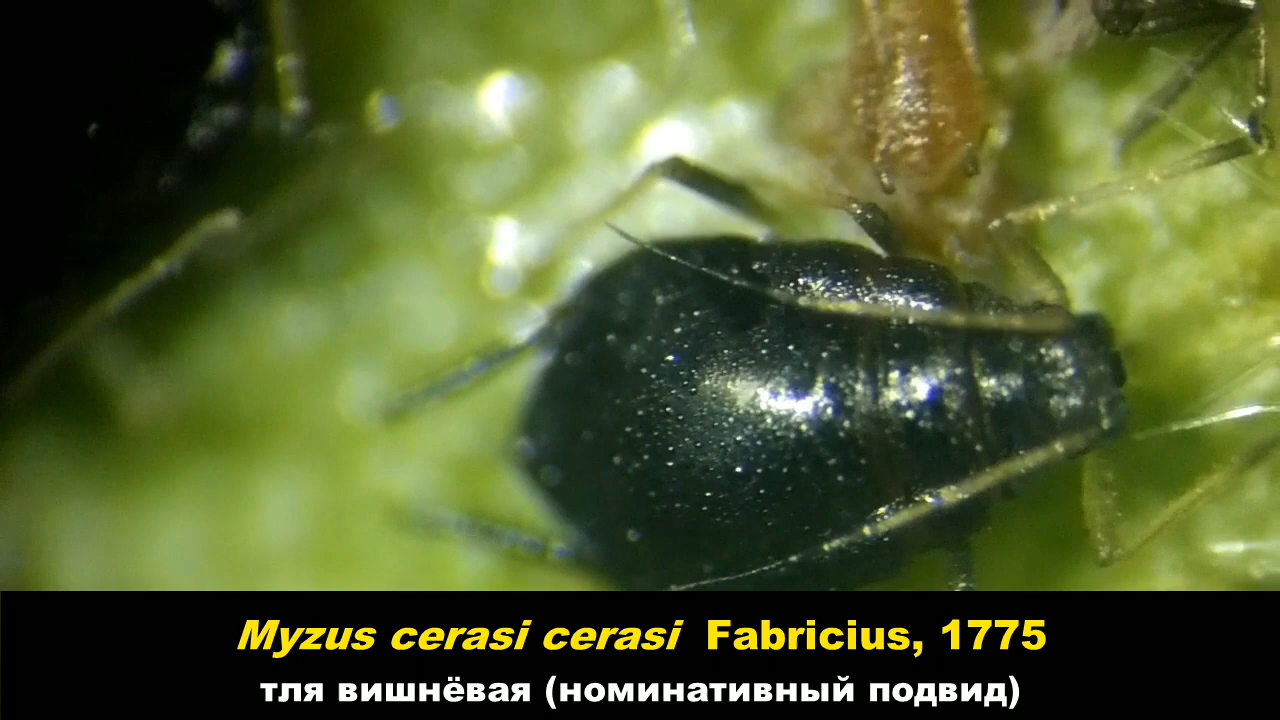 Myzus cerasi cerasi Fabricius, 1775
тля вишнёвая (номинативный подвид)